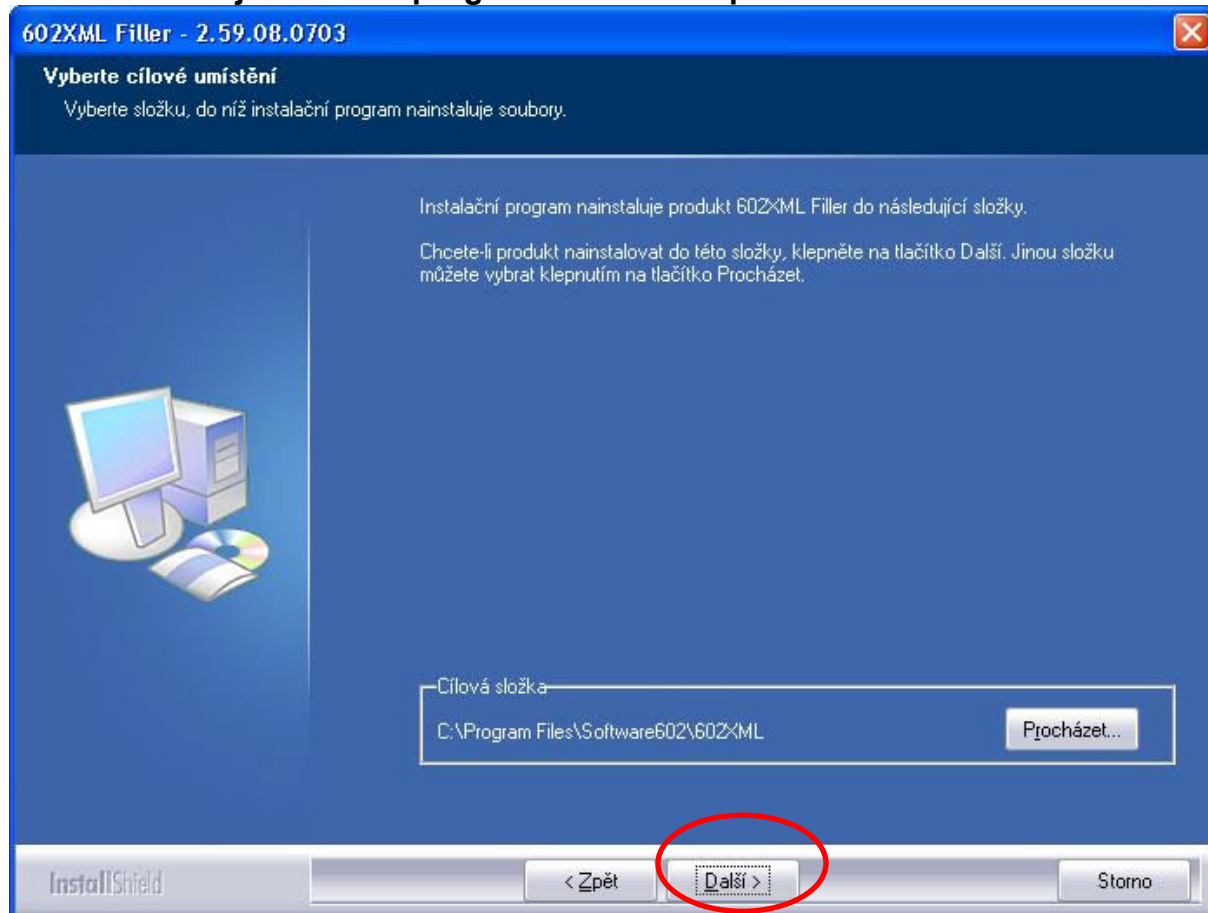 602XML Filler - 2.59.08.0703
Vyberte cílové umístění
Vyberte složku, do níž instalační program nainstaluje soubory.
Instalační program nainstaluje produkt 602XML Filler do následující složky.
Chcete-li produkt nainstalovat do této složky, klepněte na tlačítko Další. Jinou složku
můžete vybrat klepnutím na tlačítko Procházet.
Cílová složka
C:\Program Files\Software602\602XML
Procházet...
InstallShield
< Zpět
Další >
Storno